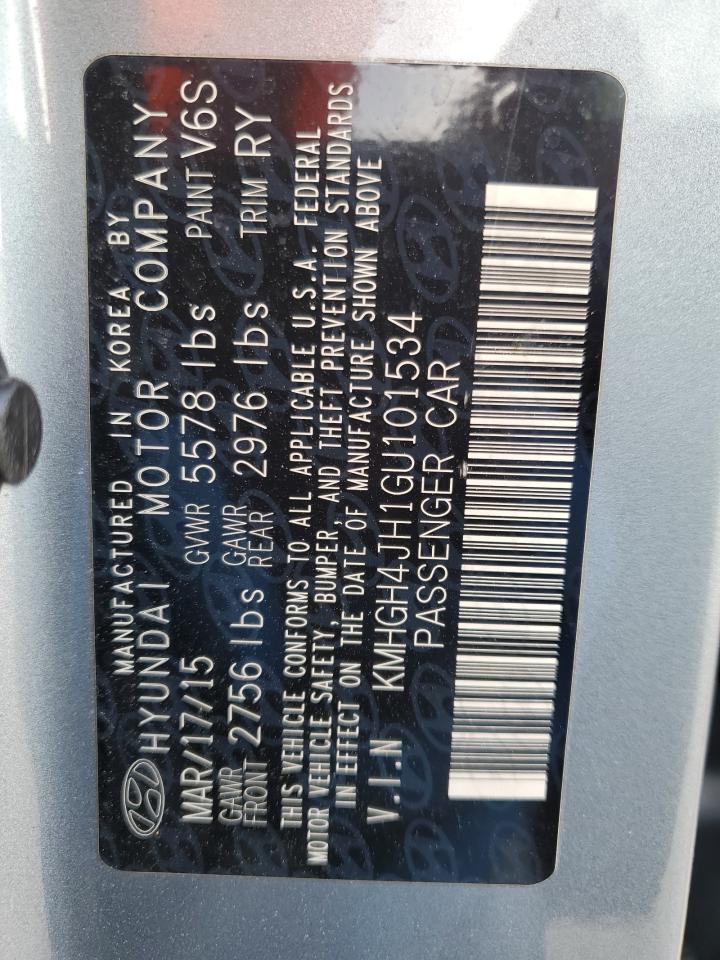 MANUFACTURED IN KOREA BY
HYUNDAI MOTOR COMPANY
MAR/17/15 GVWR 5578 lbs PAINT V6S
GAWR FRONT 2756 lbs GAWR REAR 2976 lbs TRIM RY
THIS VEHICLE CONFORMS TO ALL APPLICABLE U.S.A. FEDERAL
MOTOR VEHICLE SAFETY, BUMPER, AND THEFT PREVENTION STANDARDS
IN EFFECT ON THE DATE OF MANUFACTURE SHOWN ABOVE
V.I.N KMHGH4JH1GU101534
PASSENGER CAR